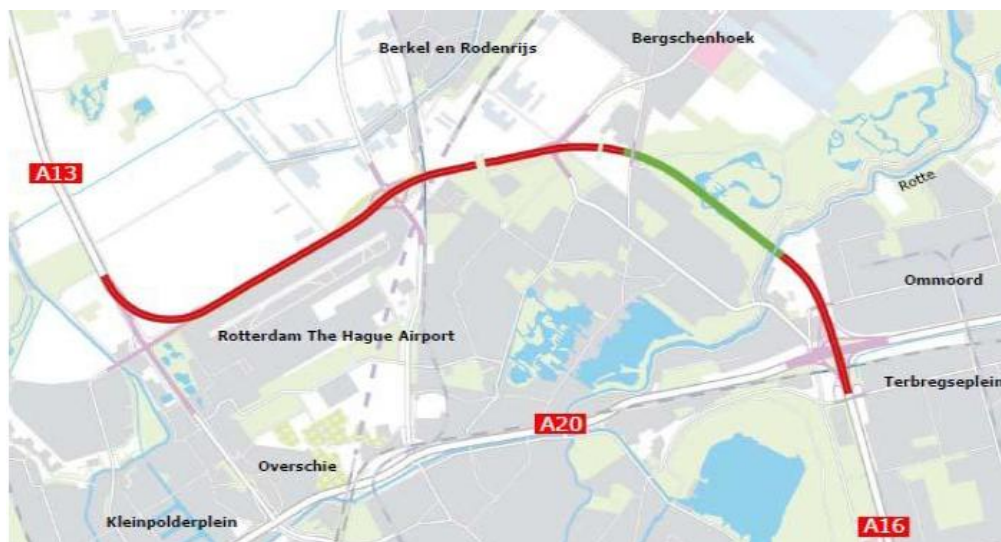 Bergschenhoek
Berkel en Rodenrijs
A13
Rotte
Ommoord
Rotterdam The Hague Airport
Terbregseplein
A20
Overschie
Kleinpolderplein
A16